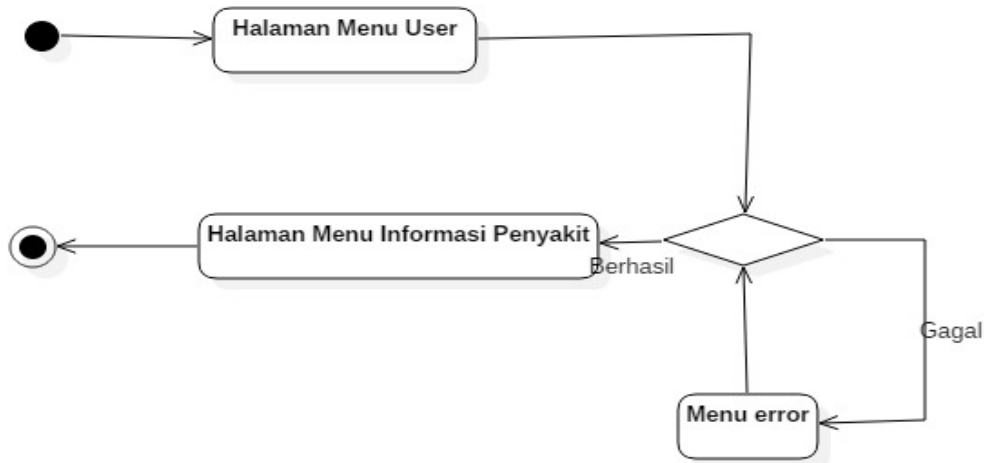 Halaman Menu User
Halaman Menu Informasi Penyakit
Berhasil
Gagal
Menu error